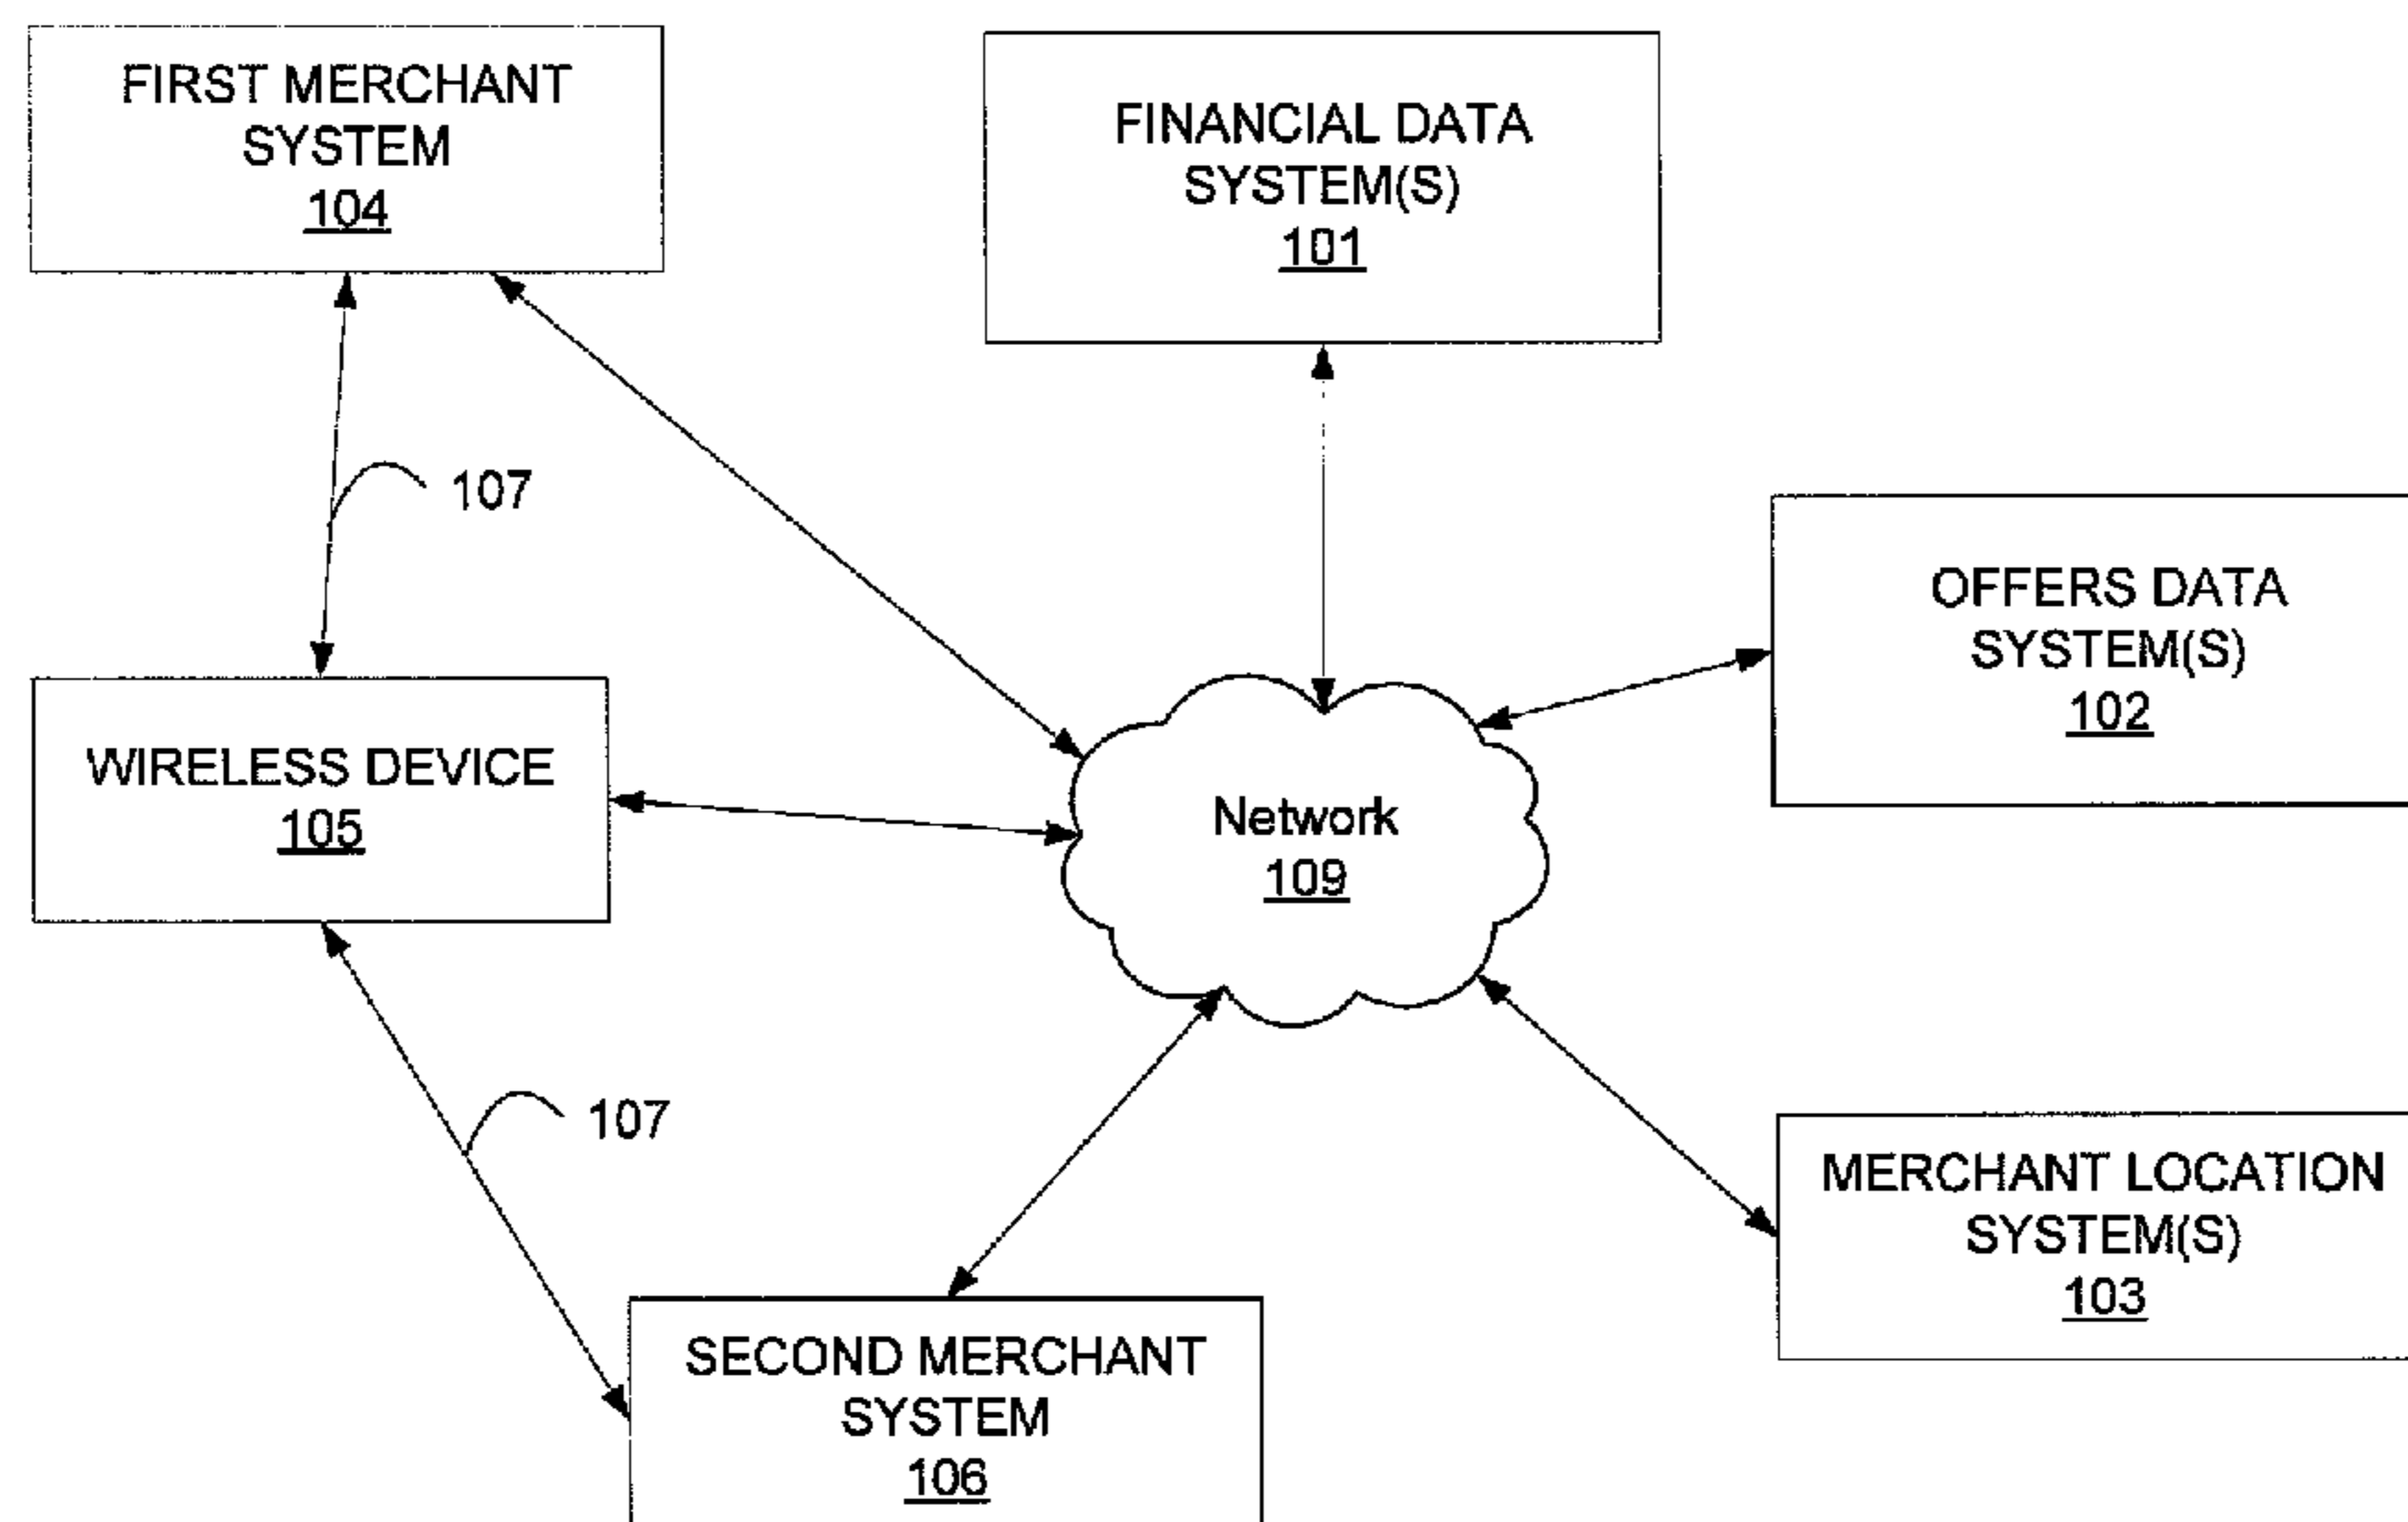 FIRST MERCHANT
SYSTEM
104
FINANCIAL DATA
SYSTEM(S)
101
107
OFFERS DATA
SYSTEM(S)
102
WIRELESS DEVICE
105
Network
109
107
MERCHANT LOCATION
SYSTEM(S)
103
SECOND MERCHANT
SYSTEM
106